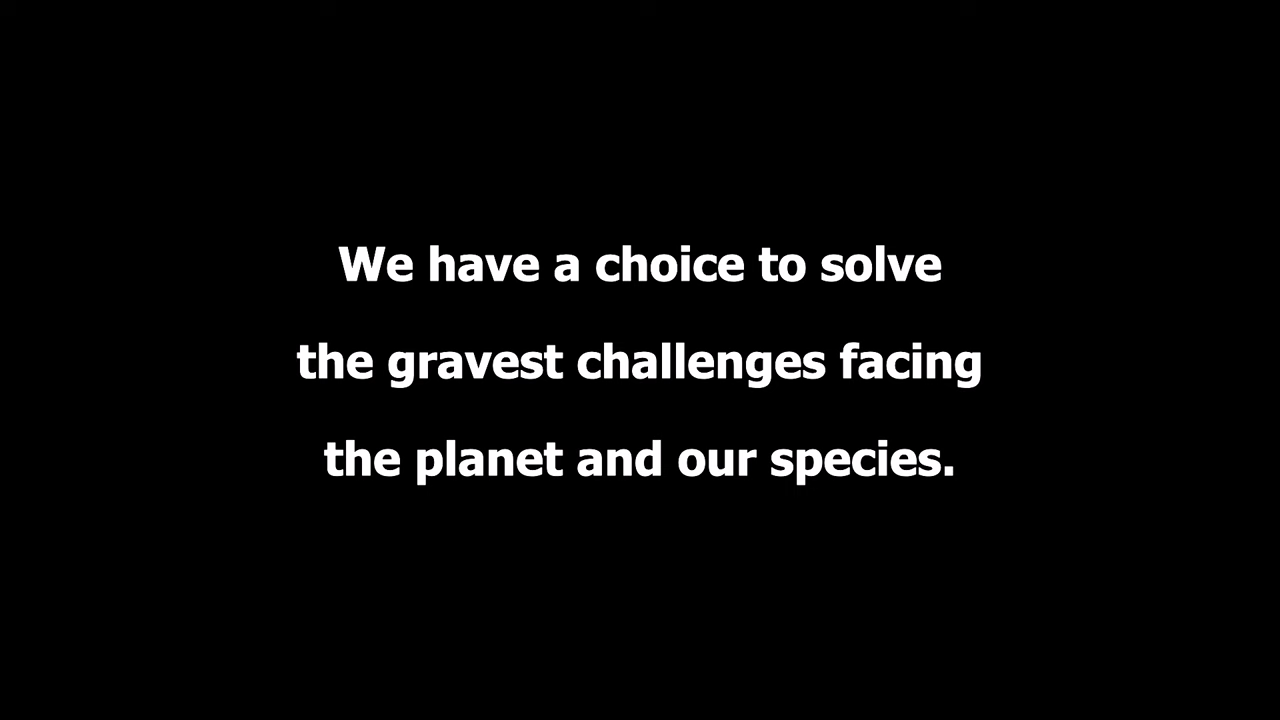 We have a choice to solve
the gravest challenges facing
the planet and our species.